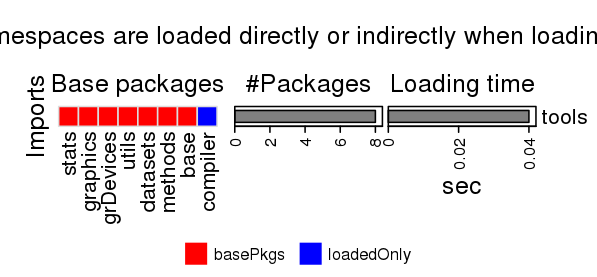 mespaces are loaded directly or indirectly when loadin
Base packages #Packages Loading time
Imports
tools
stats
graphics
grDevices
utils
datasets
methods
base
compiler
0 2 4 6 8
0 0.02 0.04
sec
basePkgs loadedOnly